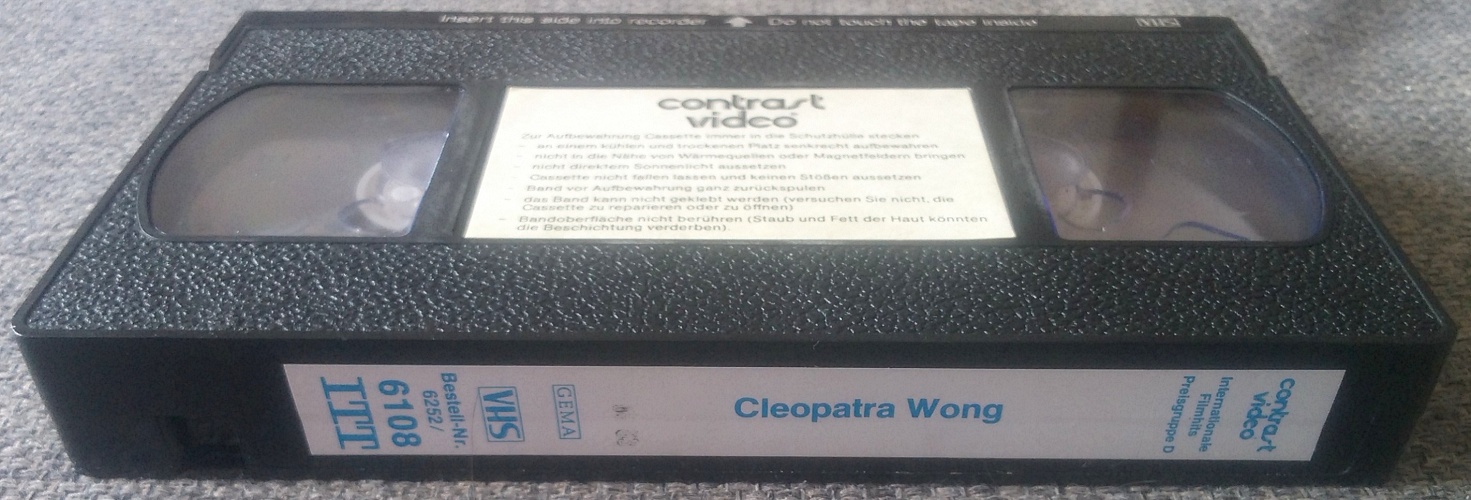 Insert this side into recorder Do not touch the tape inside VHS
contrast
video
Zur Aufbewahrung Cassette immer in die Schutzhülle stecken
- an einem kühlen und trockenen Platz senkrecht aufbewahren
- nicht in die Nähe von Wärmequellen oder Magnetfeldern bringen
- nicht direktem Sonnenlicht aussetzen
- Cassette nicht fallen lassen und keinen Stößen aussetzen
- Band vor Aufbewahrung ganz zurückspulen
- das Band kann nicht geklebt werden (versuchen Sie nicht, die
Cassette zu reparieren oder zu öffnen)
- Bandoberfläche nicht berühren (Staub und Fett der Haut könnten
die Beschichtung verderben).
ITT
Bestell-Nr.
6252/
6108
VHS
GEMA
Cleopatra Wong
contrast
video
Internationale
Filmhits
Preisgruppe D